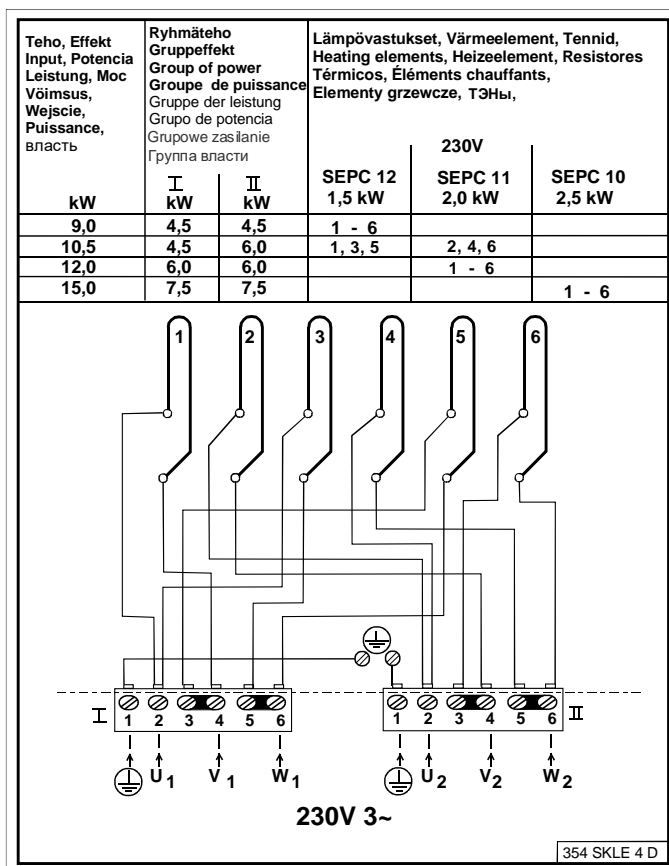 Teho, Effekt
Input, Potencia
Leistung, Moc
Vöimsus,
Wejscie,
Puissance,
власть
kW
Ryhmäteho
Gruppeffekt
Group of power
Groupe de puissance
Gruppe der leistung
Grupo de potencia
Grupowe zasilanie
Группа власти
I II
kW kW
Lämpövastukset, Värmeelement, Tennid,
Heating elements, Heizeelement, Resistores
Térmicos, Éléments chauffants,
Elementy grzewcze, ТЭНы,
230V
SEPC 12 SEPC 11 SEPC 10
1,5 kW 2,0 kW 2,5 kW
9,0 4,5 4,5 1 - 6
10,5 4,5 6,0 1, 3, 5 2, 4, 6
12,0 6,0 6,0 1 - 6
15,0 7,5 7,5 1 - 6
1 2 3 4 5 6
I 1 2 3 4 5 6 1 2 3 4 5 6 II
U1 V1 W1 U2 V2 W2
230V 3~
354 SKLE 4 D